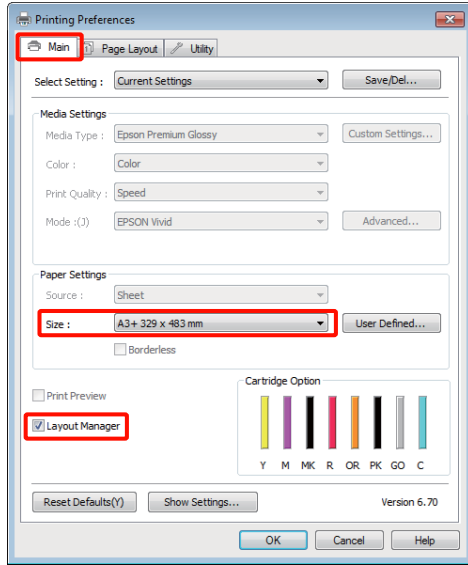 Printing Preferences
Main
Page Layout
Utility
Select Setting :
Current Settings
Save/Del...
Media Settings
Media Type :
Epson Premium Glossy
Custom Settings...
Color :
Color
Print Quality :
Speed
Mode :(J)
EPSON Vivid
Advanced...
Paper Settings
Source :
Sheet
Size :
A3+ 329 x 483 mm
User Defined...
Borderless
Cartridge Option
Print Preview
Layout Manager
Y M MK R OR PK GO C
Reset Defaults(Y)
Show Settings...
Version 6.70
OK
Cancel
Help